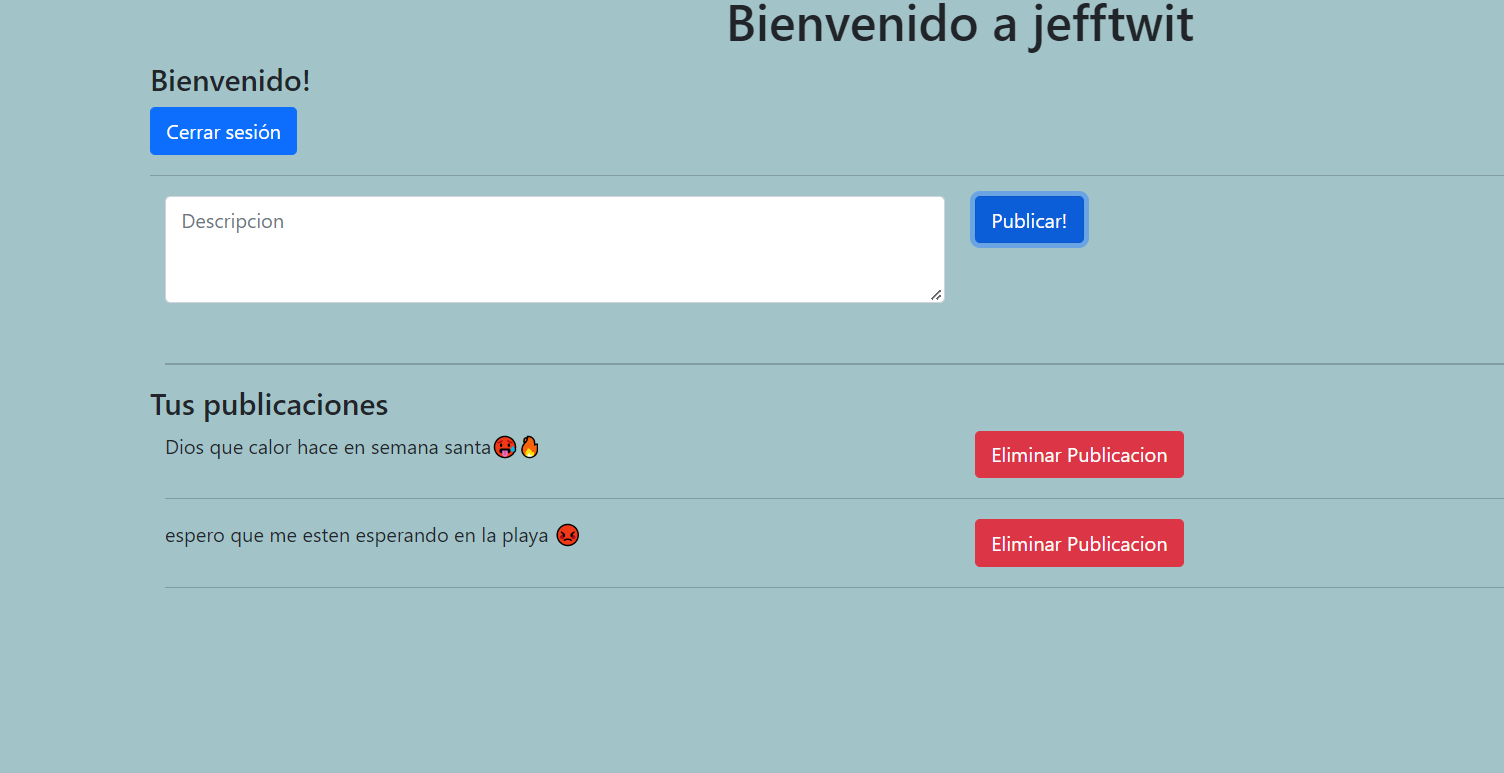 Bienvenido a jefftwit
Bienvenido!
Cerrar sesión
Descripcion
Publicar!
Tus publicaciones
Dios que calor hace en semana santa🥵🔥
Eliminar Publicacion
espero que me esten esperando en la playa 😡
Eliminar Publicacion